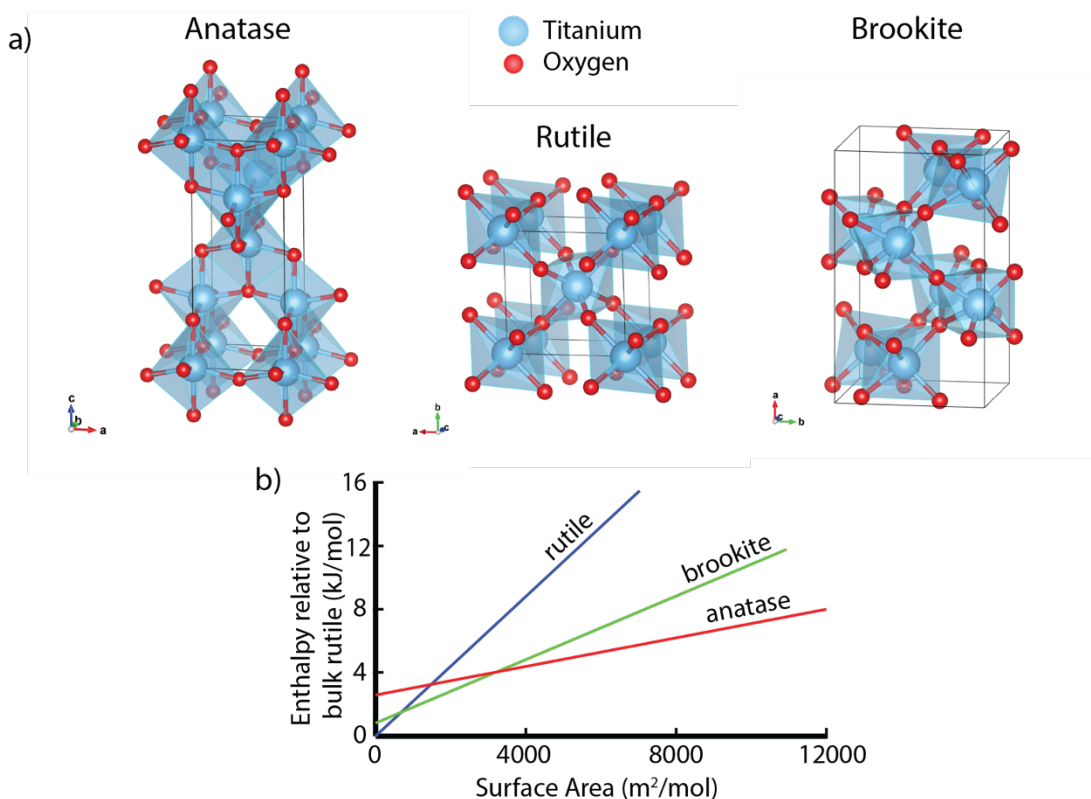 a)
Anatase
Titanium
Oxygen
Brookite
Rutile
c
b
a
b
a
c
a
c
b
b)
Enthalpy relative to
bulk rutile (kJ/mol)
16
12
8
4
0
rutile
brookite
anatase
0
4000
8000
12000
Surface Area (m²/mol)